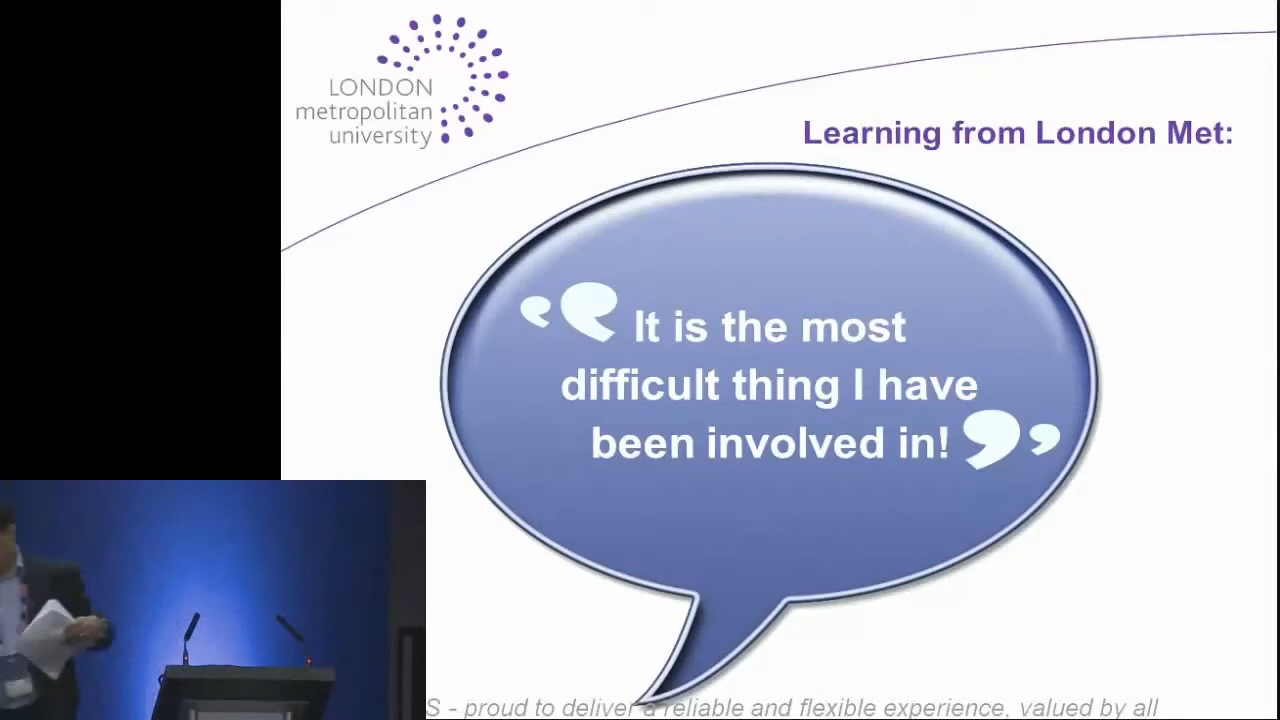 LONDON
metropolitan
university
Learning from London Met:
“ It is the most
difficult thing I have
been involved in! ”
S - proud to deliver a reliable and flexible experience, valued by all